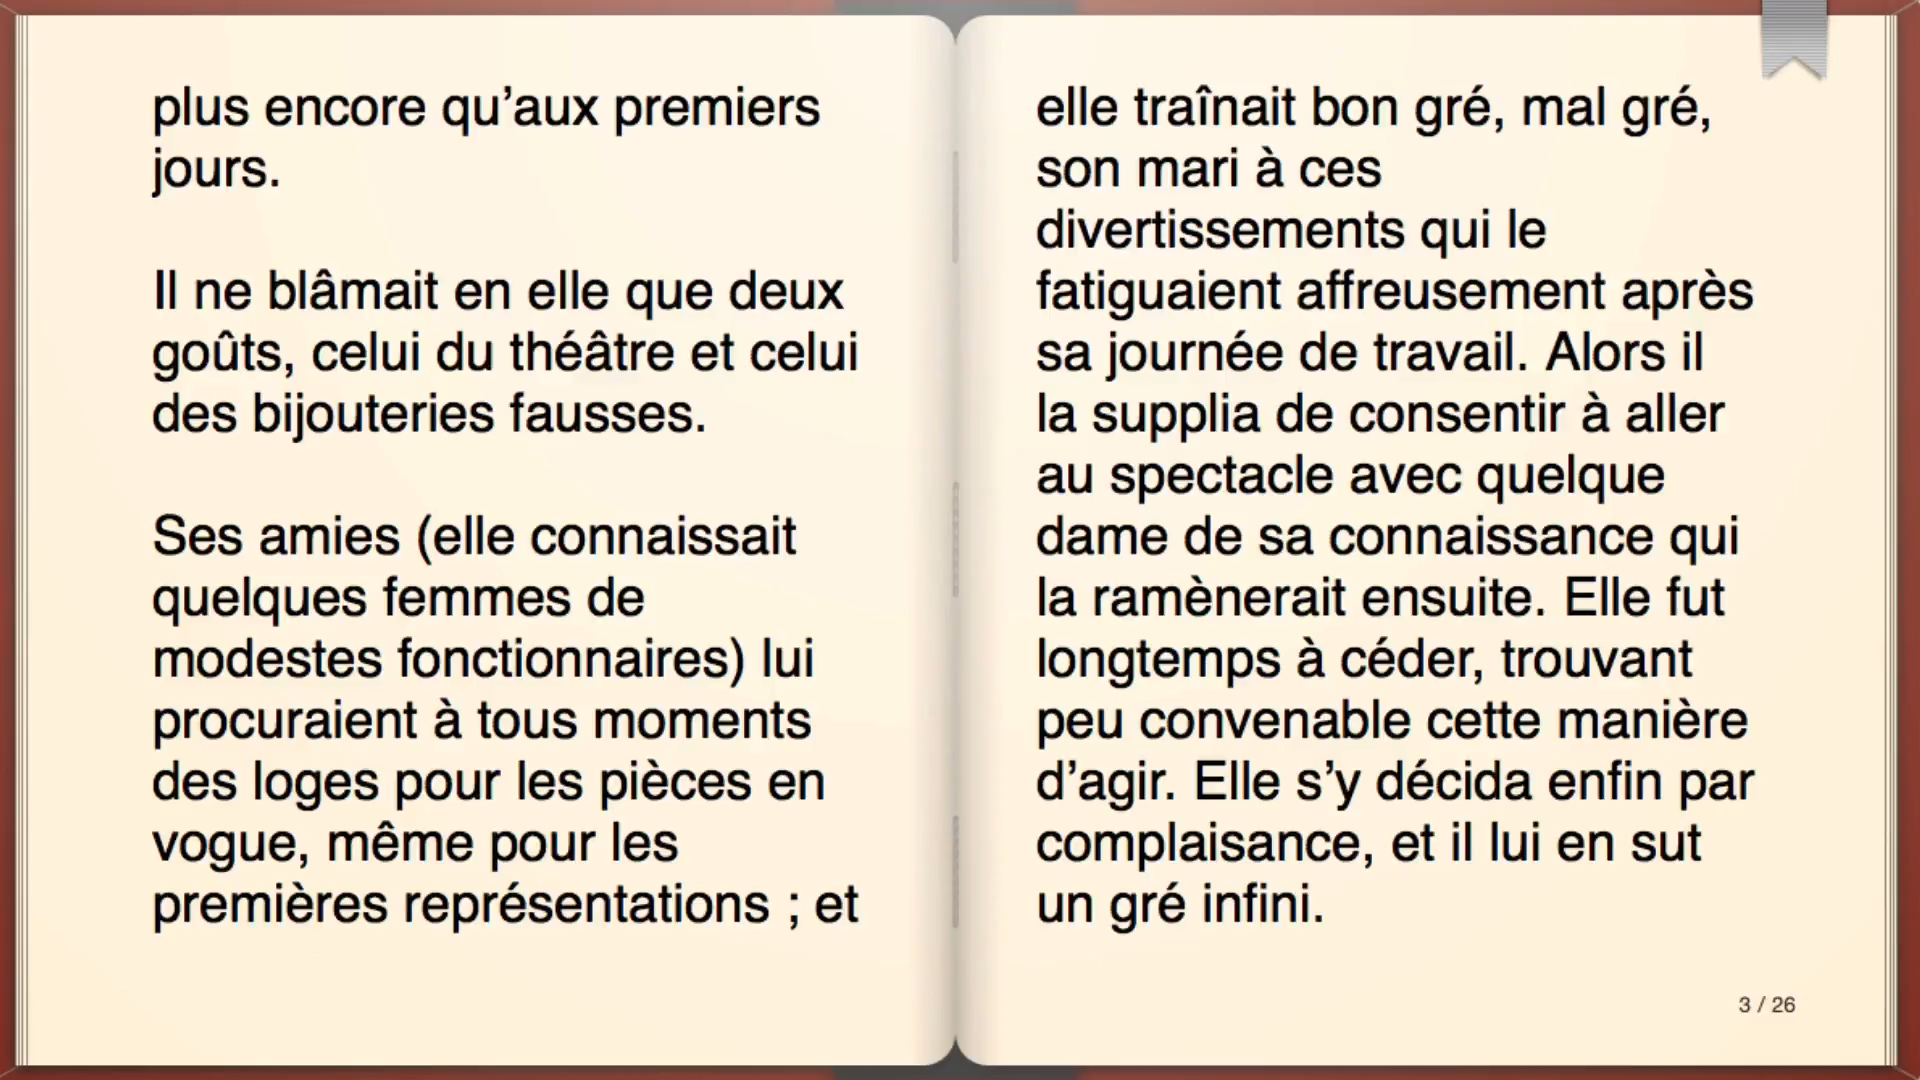 plus encore qu’aux premiers
jours.
Il ne blâmait en elle que deux
goûts, celui du théâtre et celui
des bijouteries fausses.
Ses amies (elle connaissait
quelques femmes de
modestes fonctionnaires) lui
procuraient à tous moments
des loges pour les pièces en
vogue, même pour les
premières représentations ; et
elle traînait bon gré, mal gré,
son mari à ces
divertissements qui le
fatiguaient affreusement après
sa journée de travail. Alors il
la supplia de consentir à aller
au spectacle avec quelque
dame de sa connaissance qui
la ramènerait ensuite. Elle fut
longtemps à céder, trouvant
peu convenable cette manière
d’agir. Elle s’y décida enfin par
complaisance, et il lui en sut
un gré infini.
3 / 26